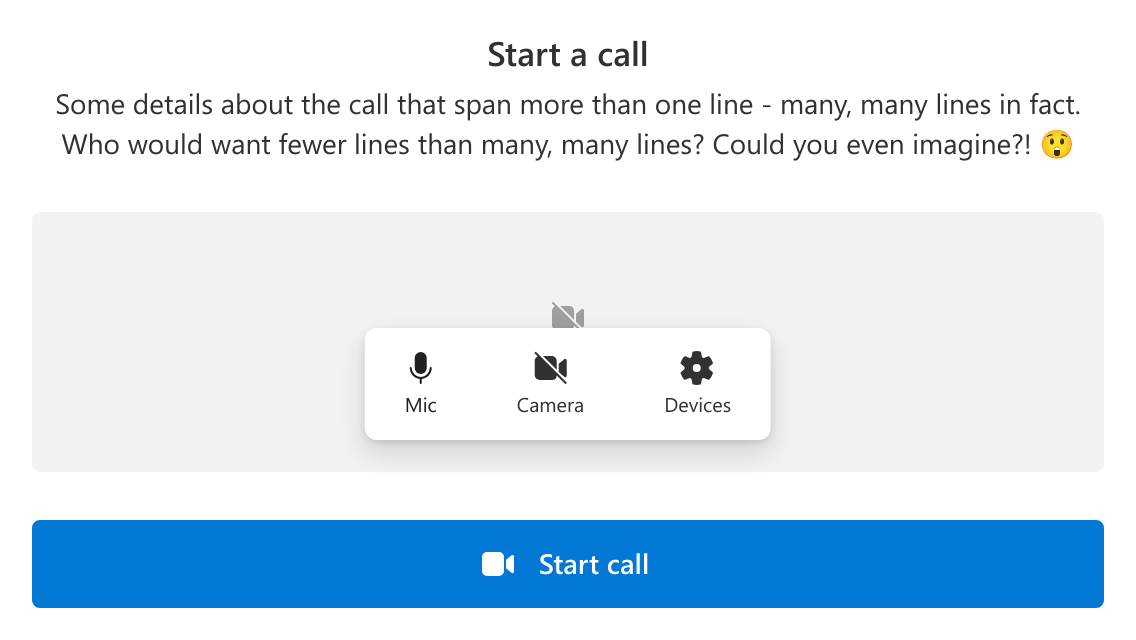 Start a call
Some details about the call that span more than one line - many, many lines in fact.
Who would want fewer lines than many, many lines? Could you even imagine?! 😲
Mic
Camera
Devices
Start call